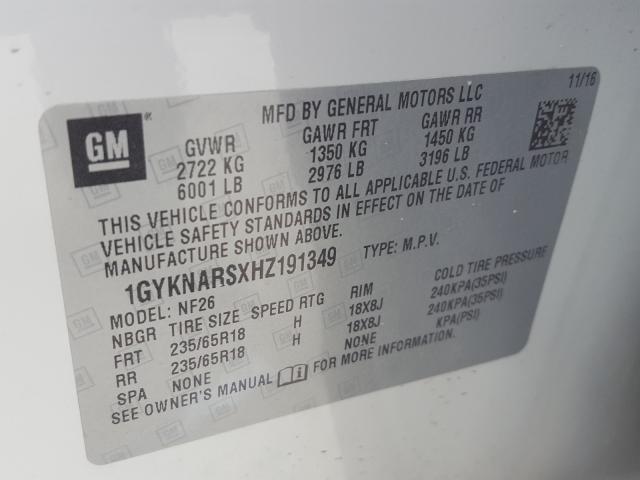 11/16
MFD BY GENERAL MOTORS LLC
GM
GVWR GAWR FRT GAWR RR
2722 KG 1350 KG 1450 KG
6001 LB 2976 LB 3196 LB
THIS VEHICLE CONFORMS TO ALL APPLICABLE U.S. FEDERAL MOTOR
VEHICLE SAFETY STANDARDS IN EFFECT ON THE DATE OF
MANUFACTURE SHOWN ABOVE.
1GYKNARSXHZ191349 TYPE: M.P.V.
MODEL: NF26
NBGR TIRE SIZE SPEED RTG RIM COLD TIRE PRESSURE
FRT 235/65R18 H 18X8J 240KPA(35PSI)
RR 235/65R18 H 18X8J 240KPA(35PSI)
SPA NONE NONE KPA(PSI)
SEE OWNER'S MANUAL FOR MORE INFORMATION.